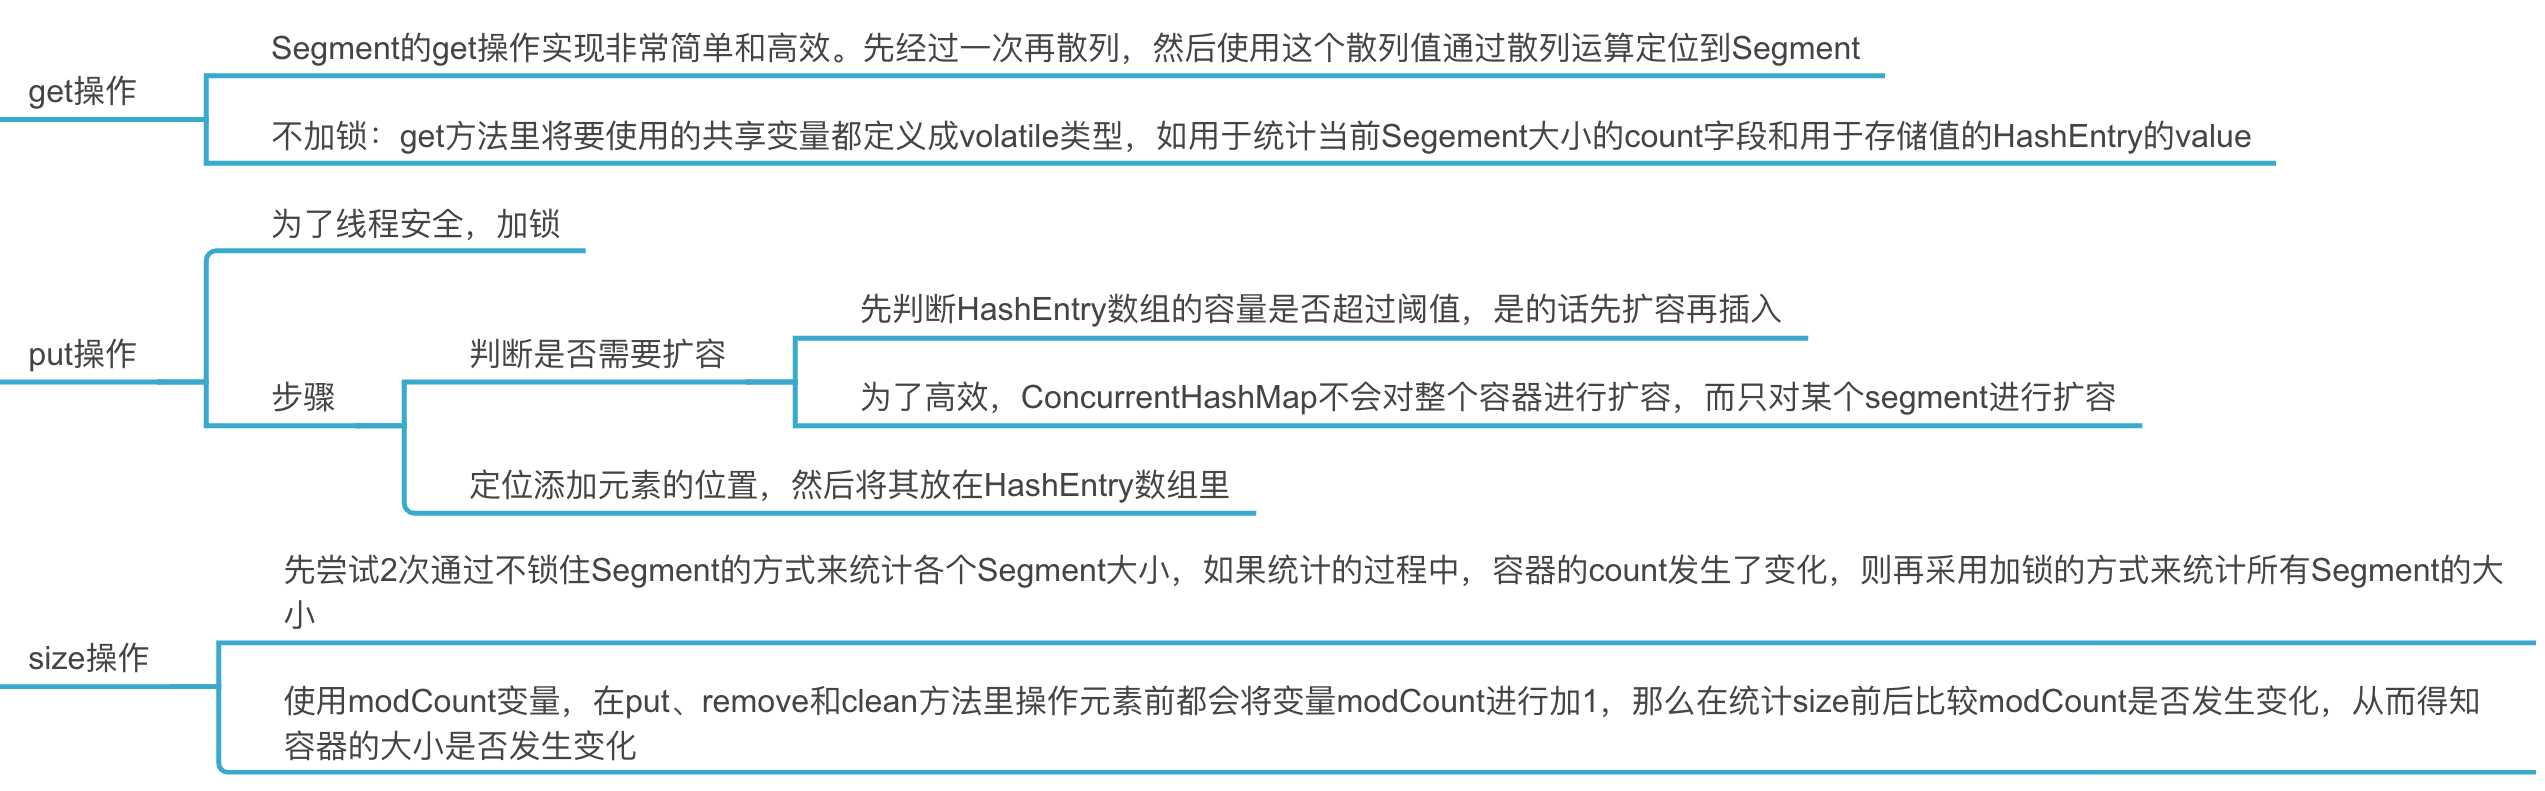 get操作
Segment的get操作实现非常简单和高效。先经过一次再散列，然后使用这个散列值通过散列运算定位到Segment
不加锁：get方法里将要使用的共享变量都定义成volatile类型，如用于统计当前Segement大小的count字段和用于存储值的HashEntry的value
put操作
为了线程安全，加锁
步骤
判断是否需要扩容
先判断HashEntry数组的容量是否超过阈值，是的话先扩容再插入
为了高效，ConcurrentHashMap不会对整个容器进行扩容，而只对某个segment进行扩容
定位添加元素的位置，然后将其放在HashEntry数组里
size操作
先尝试2次通过不锁住Segment的方式来统计各个Segment大小，如果统计的过程中，容器的count发生了变化，则再采用加锁的方式来统计所有Segment的大
小
使用modCount变量，在put、remove和clean方法里操作元素前都会将变量modCount进行加1，那么在统计size前后比较modCount是否发生变化，从而得知
容器的大小是否发生变化